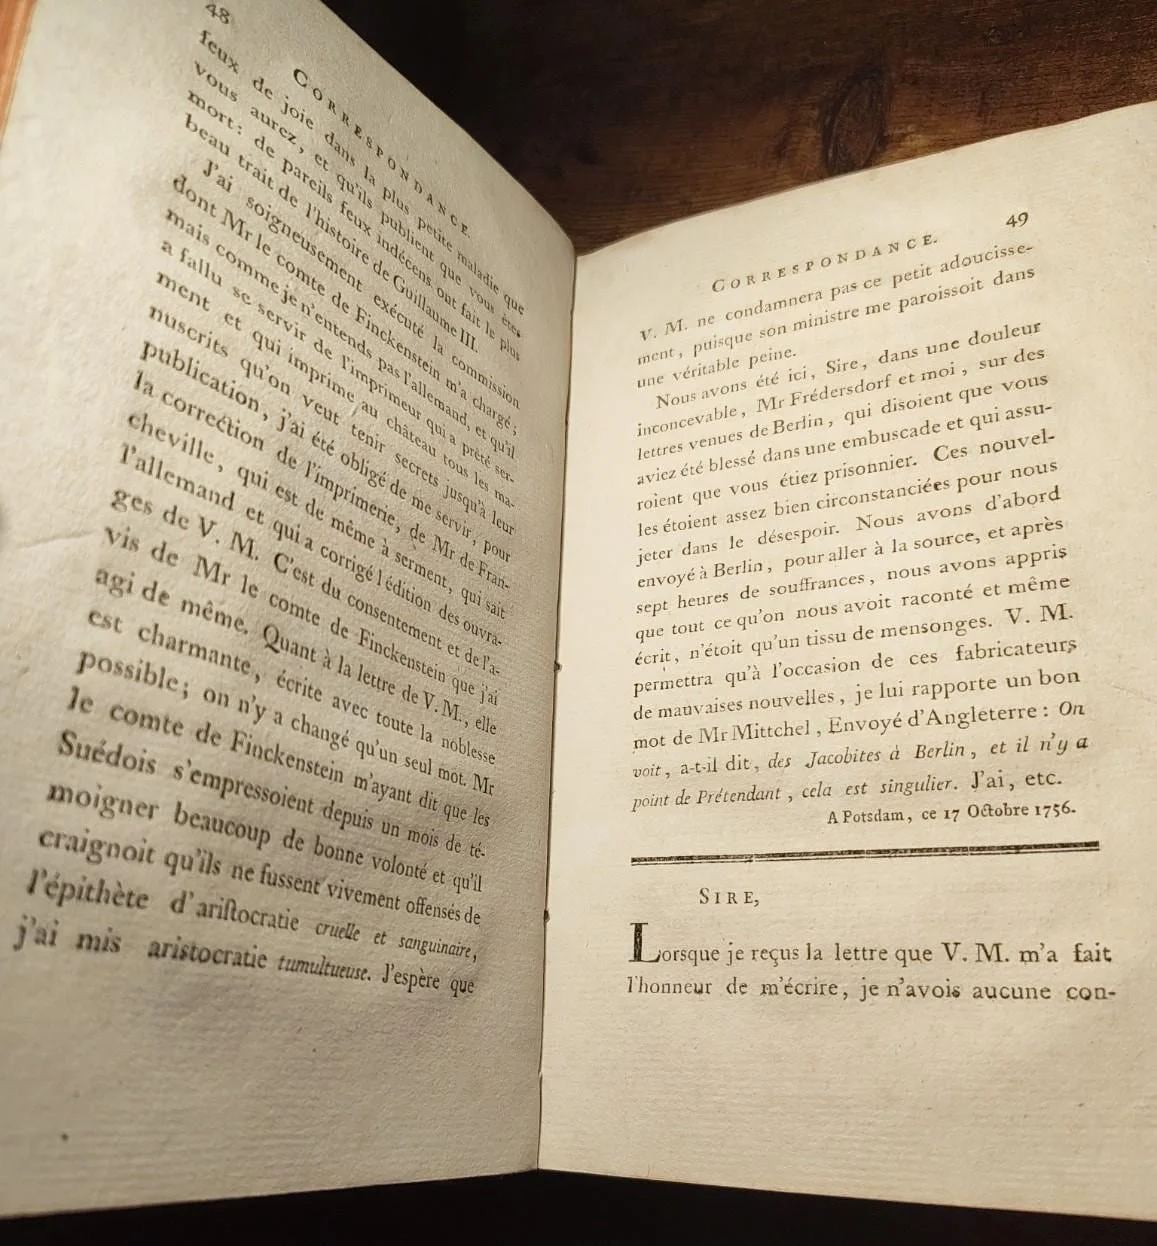 48
CORRESPONDANCE.
feux de joie dans la plus petite maladie que
vous aurez, et qu'ils publient que vous êtes
mort: de pareils feux indécens ont fait le plus
beau trait de l'histoire de Guillaume III.
J'ai soigneusement exécuté la commission
dont Mr le comte de Finckenstein m'a chargé;
mais comme je n'entends pas l'allemand, et qu'il
a fallu se servir de l'imprimeur qui a prêté ser-
ment et qui imprime au château tous les ma-
nuscrits qu'on veut tenir secrets jusqu'à leur
publication, j'ai été obligé de me servir, pour
la correction de l'imprimerie, de Mr de Fran-
cheville, qui est de même à serment, qui sait
l'allemand et qui a corrigé l'édition des ouvra-
ges de V. M. C'est du consentement et de l'a-
vis de Mr le comte de Finckenstein que j'ai
agi de même. Quant à la lettre de V. M., elle
est charmante, écrite avec toute la noblesse
possible; on n'y a changé qu'un seul mot. Mr
le comte de Finckenstein m'ayant dit que les
Suédois s'empressoient depuis un mois de té-
moigner beaucoup de bonne volonté et qu'il
craignoit qu'ils ne fussent vivement offensés de
l'épithète d'aristocratie cruelle et sanguinaire,
j'ai mis aristocratie tumultueuse. J'espère que
49
CORRESPONDANCE.
V. M. ne condamnera pas ce petit adoucisse-
ment, puisque son ministre me paroissoit dans
une véritable peine.
Nous avons été ici, Sire, dans une douleur
inconcevable, Mr Frédersdorf et moi, sur des
lettres venues de Berlin, qui disoient que vous
aviez été blessé dans une embuscade et qui assu-
roient que vous étiez prisonnier. Ces nouvel-
les étoient assez bien circonstanciées pour nous
jeter dans le désespoir. Nous avons d'abord
envoyé à Berlin, pour aller à la source, et après
sept heures de souffrances, nous avons appris
que tout ce qu'on nous avoit raconté et même
écrit, n'étoit qu'un tissu de mensonges. V. M.
permettra qu'à l'occasion de ces fabricateurs
de mauvaises nouvelles, je lui rapporte un bon
mot de Mr Mittchel, Envoyé d'Angleterre: On
voit, a-t-il dit, des Jacobites à Berlin, et il n'y a
point de Prétendant, cela est singulier. J'ai, etc.
A Potsdam, ce 17 Octobre 1756.
SIRE,
Lorsque je reçus la lettre que V. M. m'a fait
l'honneur de m'écrire, je n'avois aucune con-